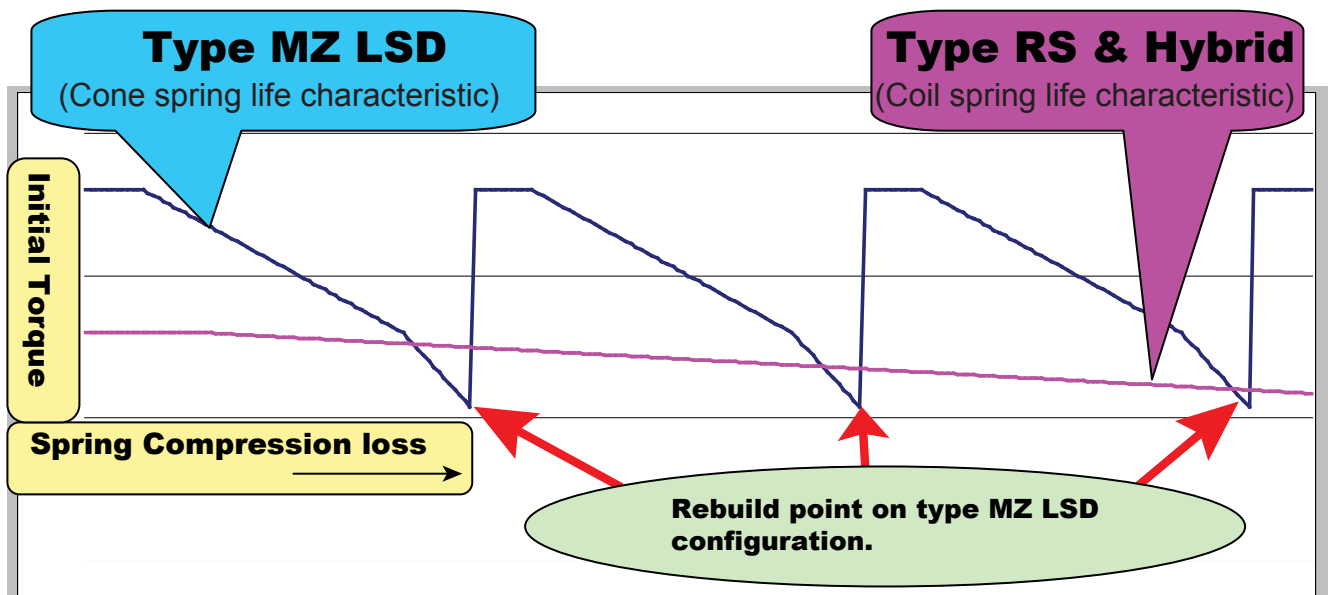 Type MZ LSD
(Cone spring life characteristic)
Type RS & Hybrid
(Coil spring life characteristic)
Initial Torque
Spring Compression loss
Rebuild point on type MZ LSD
configuration.